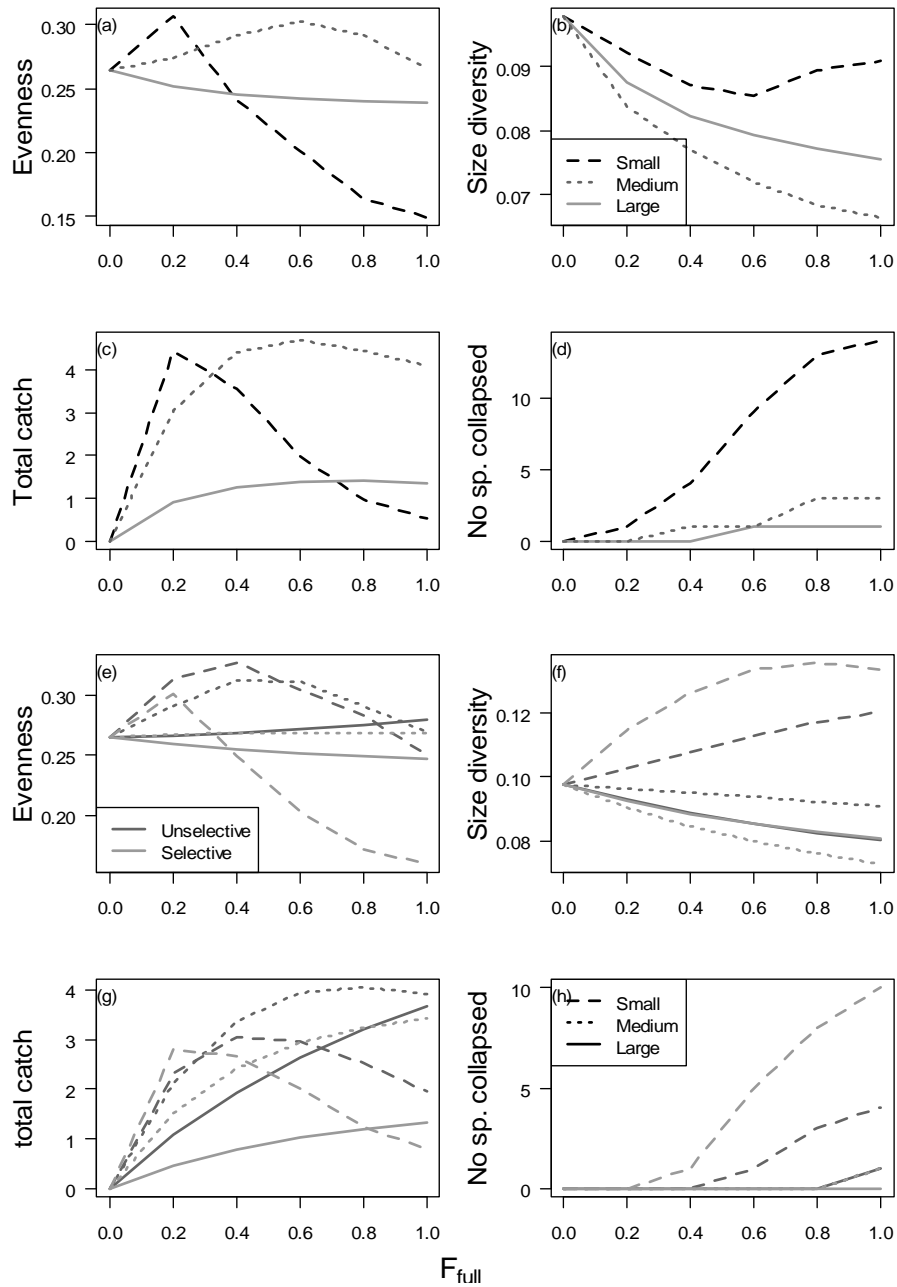 (a)
Evenness
0.30
0.25
0.20
0.15
0.0 0.2 0.4 0.6 0.8 1.0
(b)
Size diversity
0.09
0.08
0.07
Small
Medium
Large
0.0 0.2 0.4 0.6 0.8 1.0
(c)
Total catch
4
3
2
1
0
0.0 0.2 0.4 0.6 0.8 1.0
(d)
No sp. collapsed
10
5
0
0.0 0.2 0.4 0.6 0.8 1.0
(e)
Evenness
0.30
0.25
0.20
Unselective
Selective
0.0 0.2 0.4 0.6 0.8 1.0
(f)
Size diversity
0.12
0.10
0.08
0.0 0.2 0.4 0.6 0.8 1.0
(g)
total catch
4
3
2
1
0
0.0 0.2 0.4 0.6 0.8 1.0
(h)
No sp. collapsed
10
8
6
4
2
0
Small
Medium
Large
0.0 0.2 0.4 0.6 0.8 1.0
F full